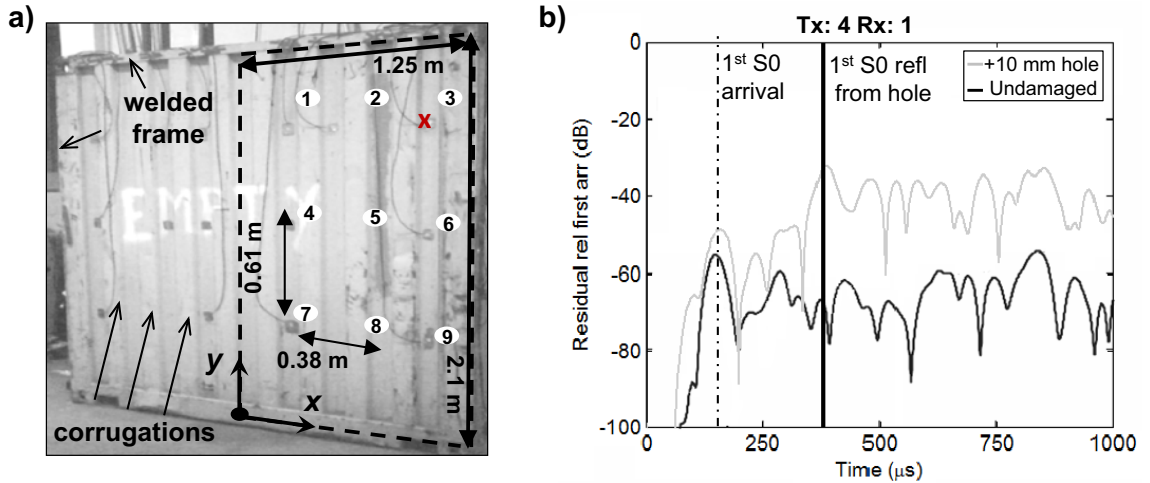 a)
1.25 m
welded
frame
1
2
3
x
EMPTY
4
5
6
0.61 m
7
8
9
0.38 m
2.1 m
y
x
corrugations
b)
Tx: 4 Rx: 1
0
-20
-40
-60
-80
-100
Residual rel first arr (dB)
1st S0
arrival
1st S0 refl
from hole
+10 mm hole
Undamaged
0
250
500
750
1000
Time (μs)